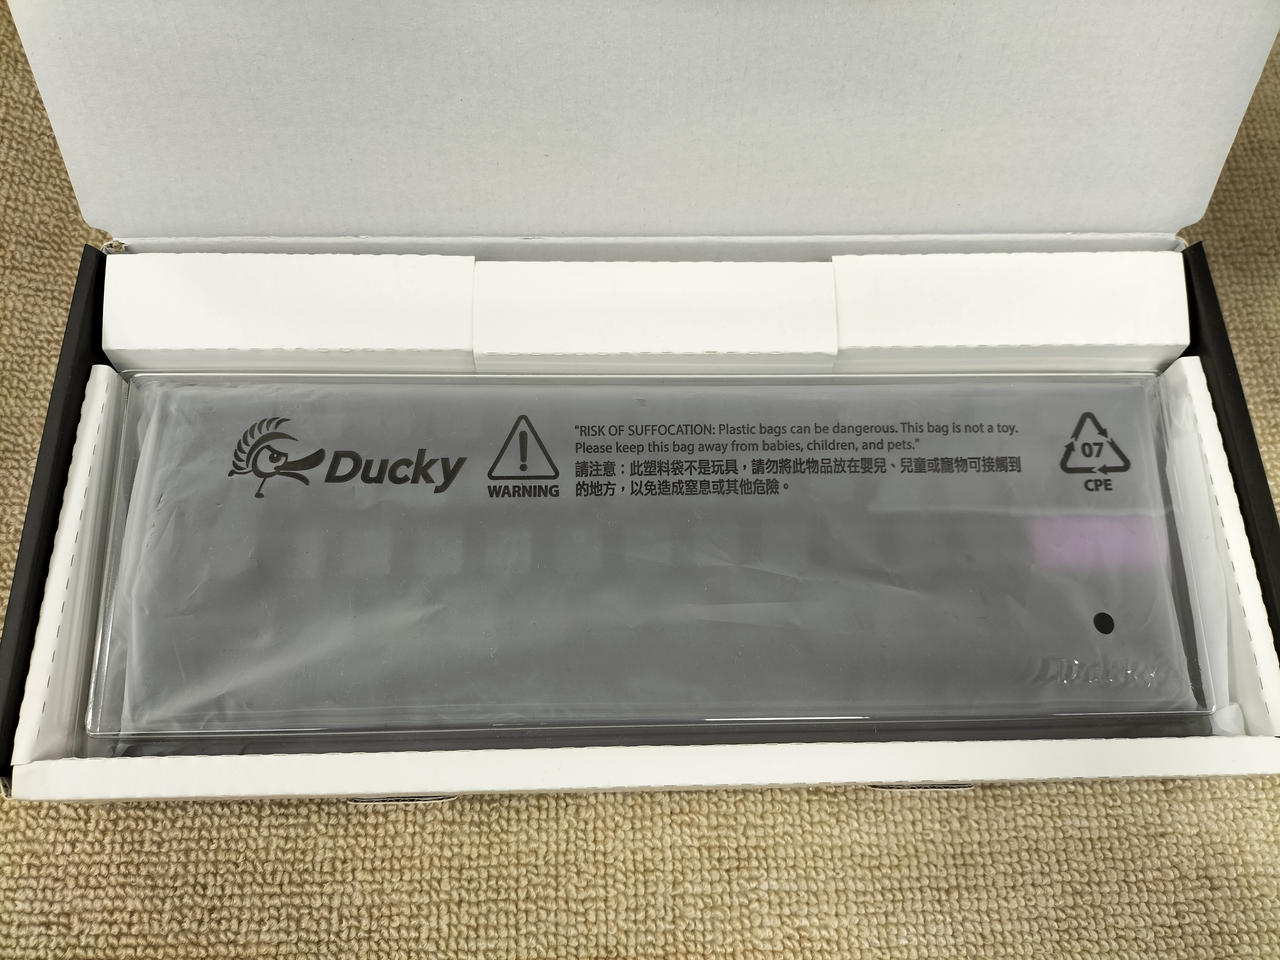 Ducky
WARNING
"RISK OF SUFFOCATION: Plastic bags can be dangerous. This bag is not a toy.
Please keep this bag away from babies, children, and pets."
請注意：此塑料袋不是玩具，請勿將此物品放在嬰兒、兒童或寵物可接觸到
的地方，以免造成窒息或其他危險。
07
CPE
Ducky